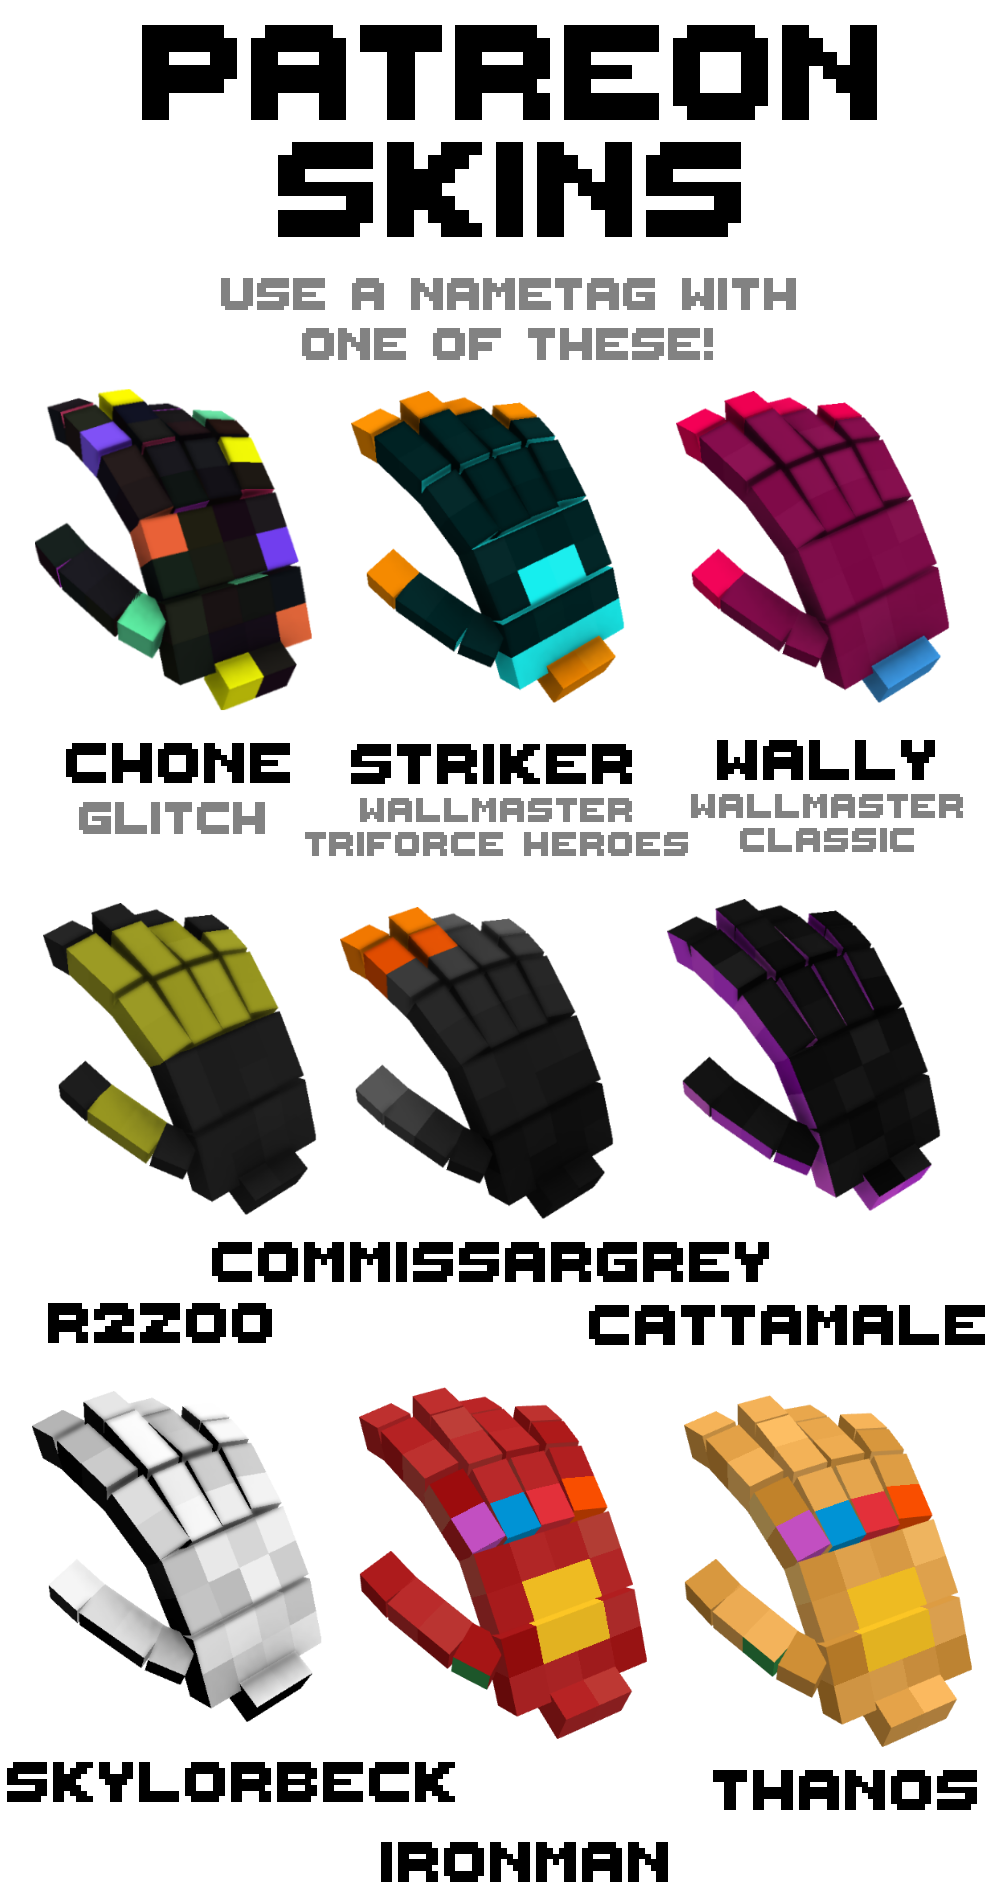 PATREON
SKINS
USE A NAMETAG WITH
ONE OF THESE!
CHONE
GLITCH
STRIKER
WALLMASTER
TRIFORCE HEROES
WALLY
WALLMASTER
CLASSIC
COMMISSARGREY
R2ZOO
CATTAMALE
SKYLORBECK
THANOS
IRONMAN